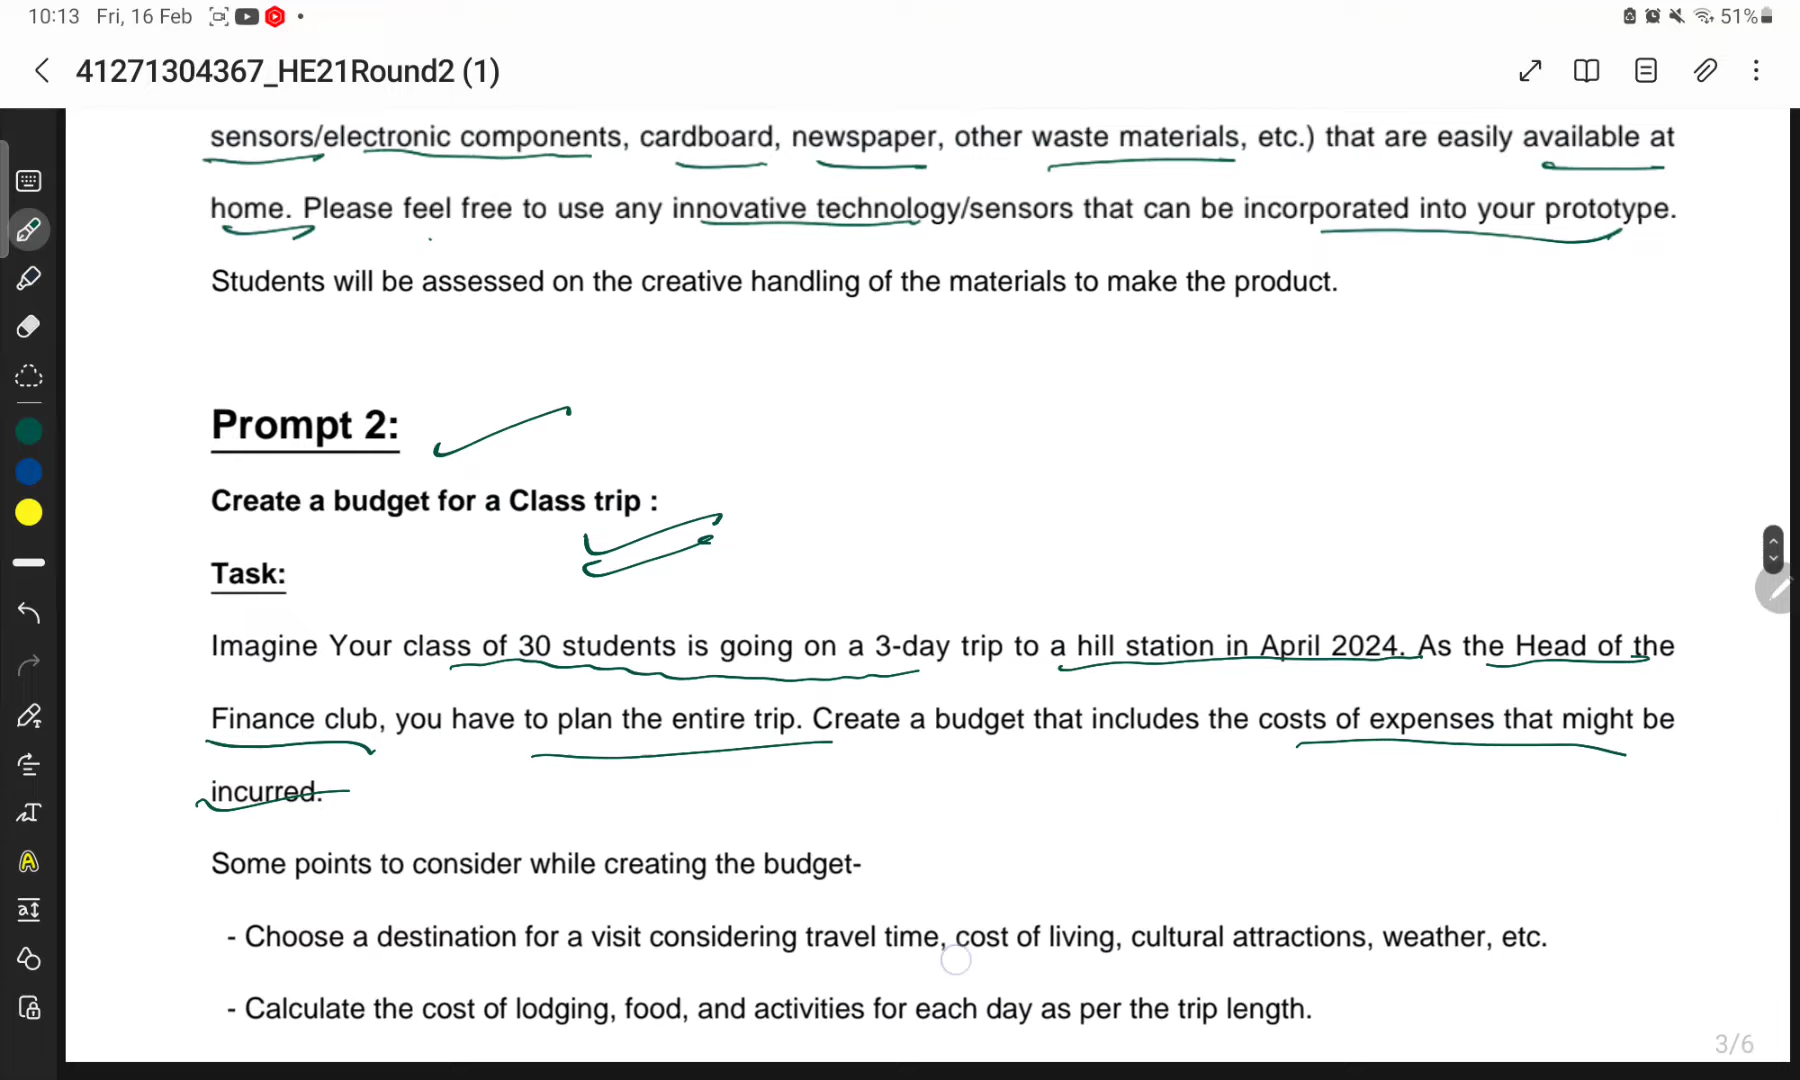 10:13 Fri, 16 Feb
51%
41271304367_HE21Round2 (1)
sensors/electronic components, cardboard, newspaper, other waste materials, etc.) that are easily available at
home. Please feel free to use any innovative technology/sensors that can be incorporated into your prototype.
Students will be assessed on the creative handling of the materials to make the product.
Prompt 2:
Create a budget for a Class trip :
Task:
Imagine Your class of 30 students is going on a 3-day trip to a hill station in April 2024. As the Head of the
Finance club, you have to plan the entire trip. Create a budget that includes the costs of expenses that might be
incurred.
Some points to consider while creating the budget-
- Choose a destination for a visit considering travel time, cost of living, cultural attractions, weather, etc.
- Calculate the cost of lodging, food, and activities for each day as per the trip length.
3/6